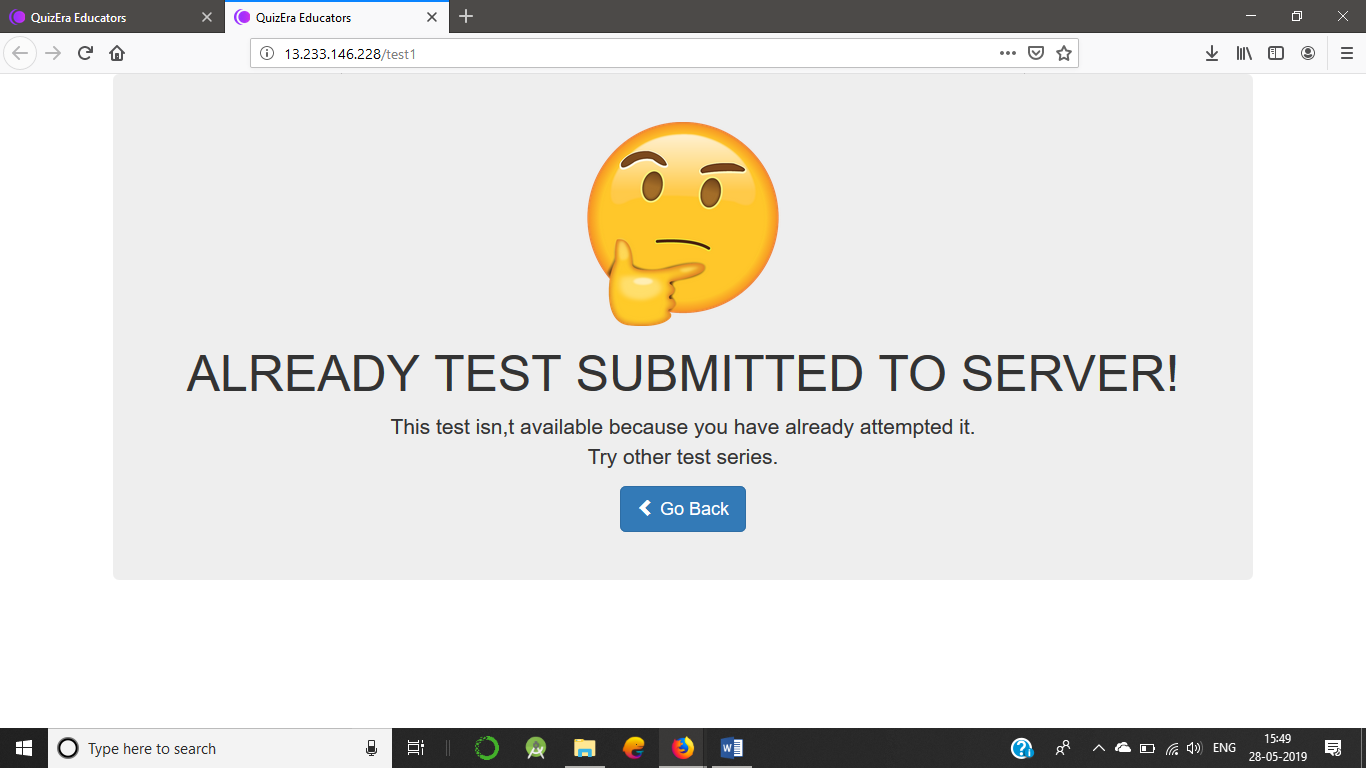 QuizEra Educators
QuizEra Educators
13.233.146.228/test1
ALREADY TEST SUBMITTED TO SERVER!
This test isn,t available because you have already attempted it.
Try other test series.
Go Back
Type here to search
ENG
15:49
28-05-2019